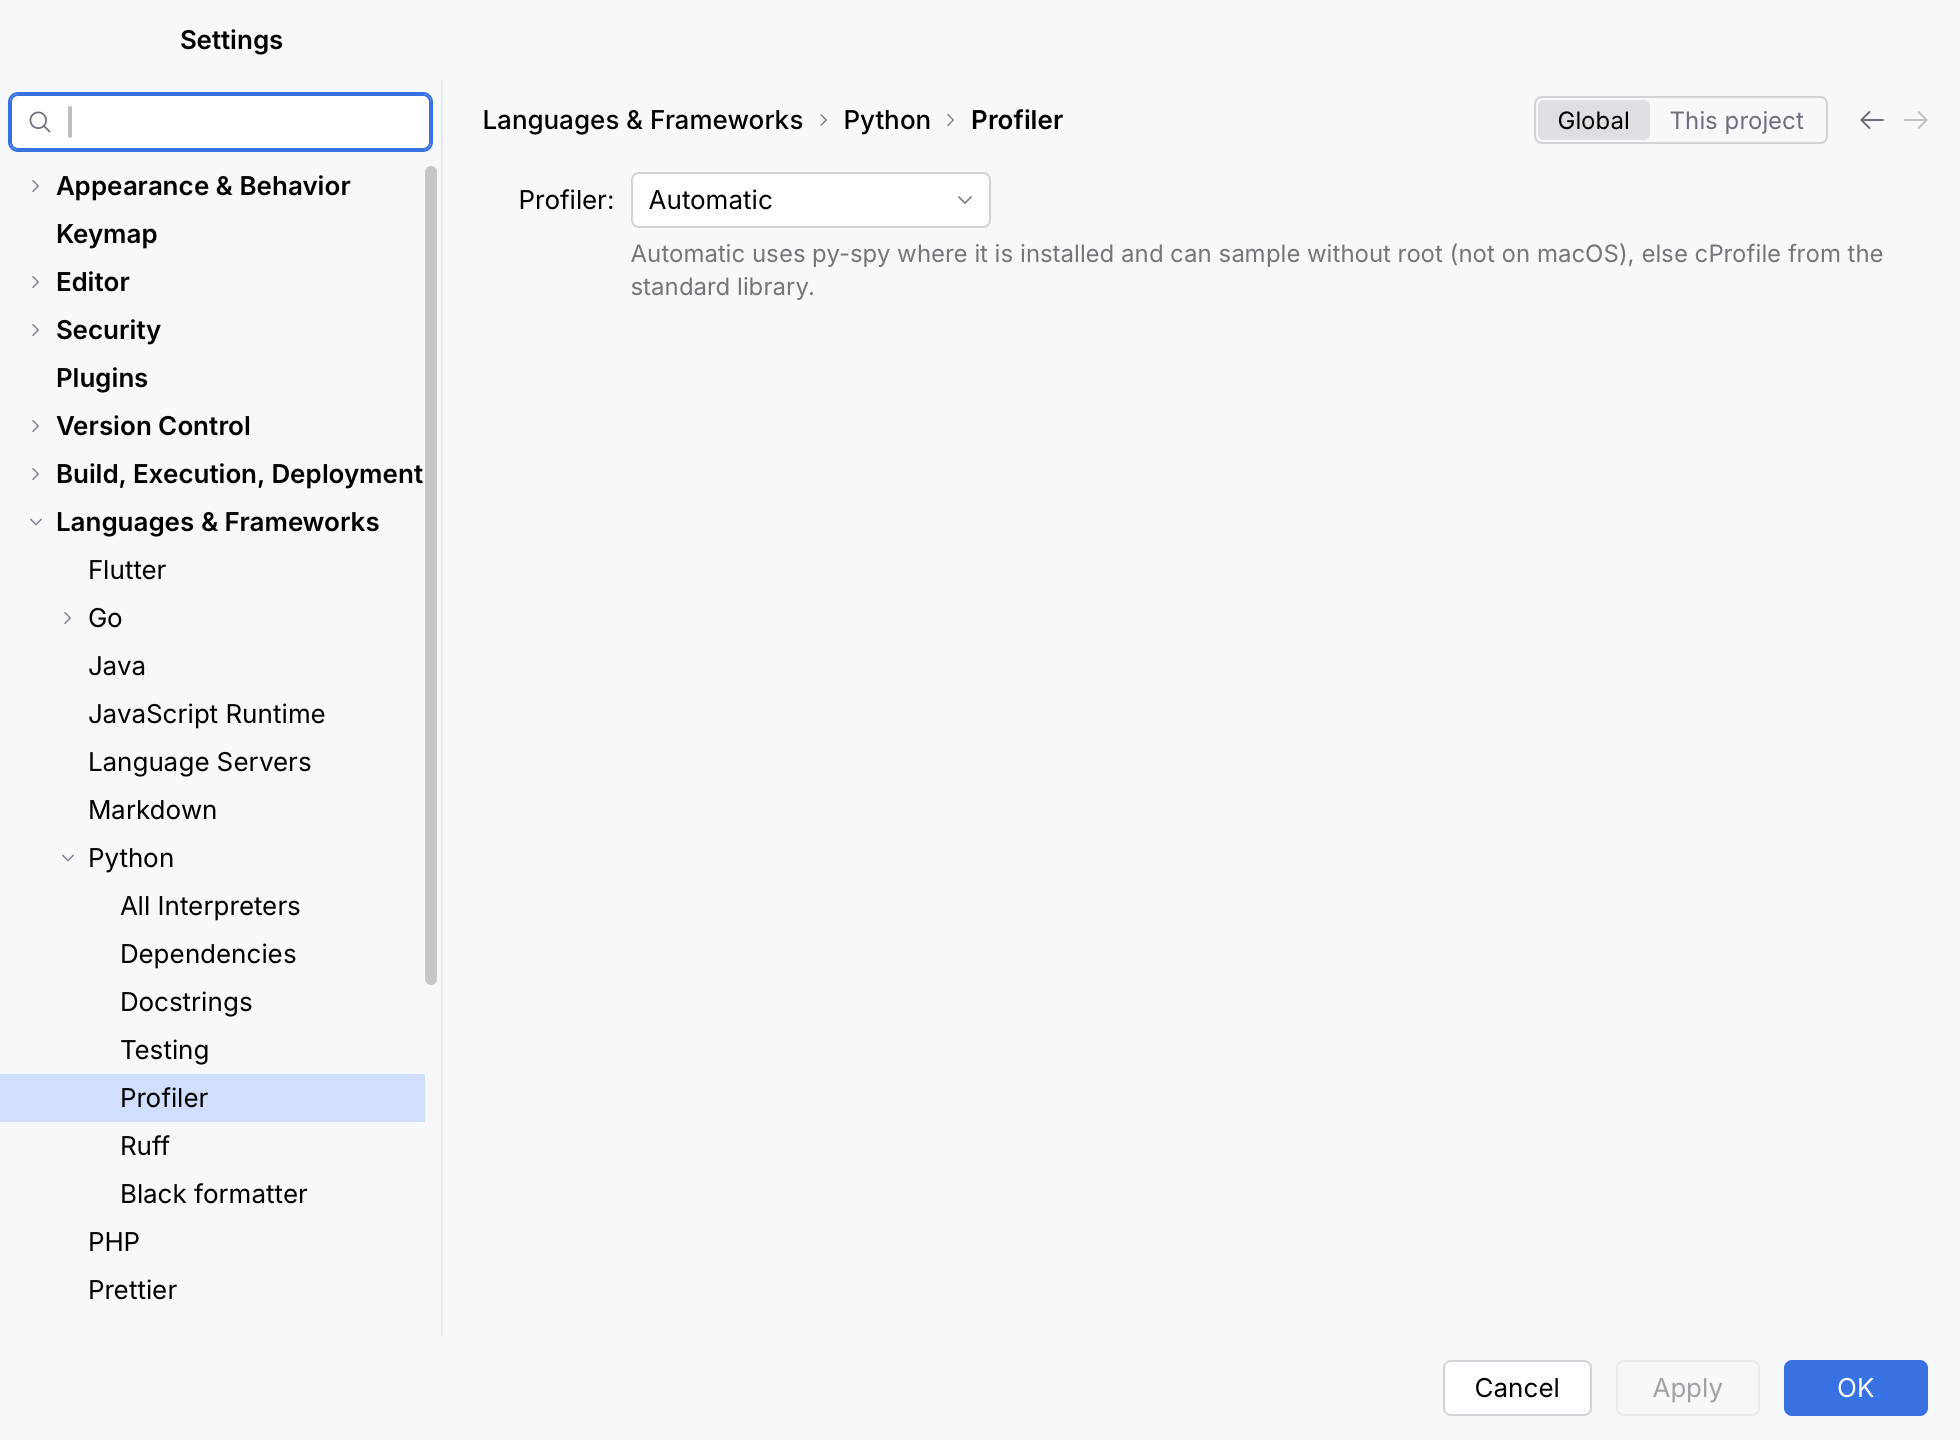 Settings
Appearance & Behavior
Keymap
Editor
Security
Plugins
Version Control
Build, Execution, Deployment
Languages & Frameworks
Flutter
Go
Java
JavaScript Runtime
Language Servers
Markdown
Python
All Interpreters
Dependencies
Docstrings
Testing
Profiler
Ruff
Black formatter
PHP
Prettier
Languages & Frameworks > Python > Profiler
Global This project
Profiler: Automatic
Automatic uses py-spy where it is installed and can sample without root (not on macOS), else cProfile from the
standard library.
Cancel Apply OK